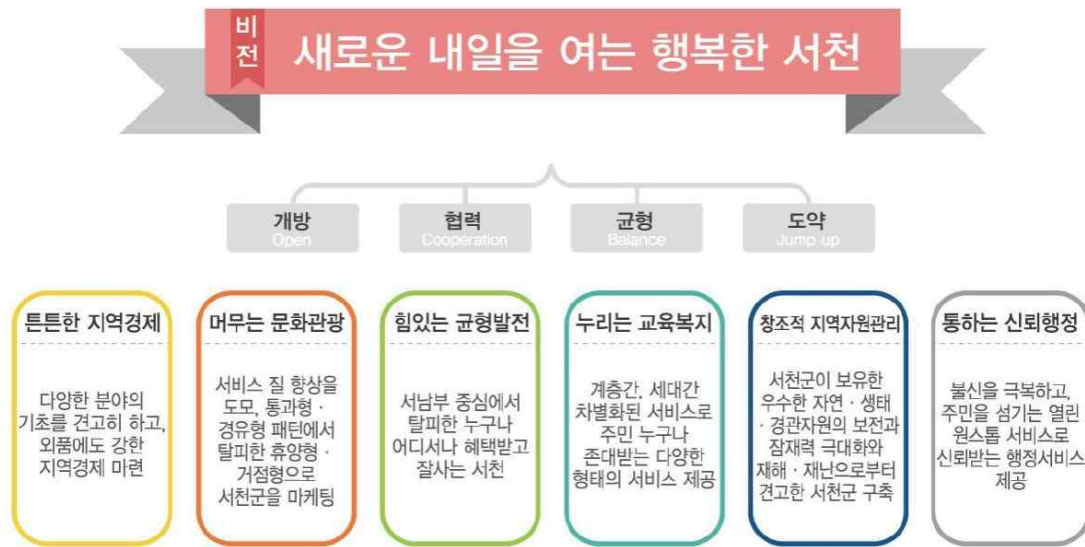 비전
새로운 내일을 여는 행복한 서천
개방
Open
협력
Cooperation
균형
Balance
도약
Jump up
튼튼한 지역경제
다양한 분야의
기초를 견고히 하고,
외풍에도 강한
지역경제 마련
머무는 문화관광
서비스 질 향상을
도모, 통과형 ·
경유형 패턴에서
탈피한 휴양형 ·
거점형으로
서천군을 마케팅
힘있는 균형발전
서남부 중심에서
탈피한 누구나
어디서나 혜택받고
잘사는 서천
누리는 교육복지
계층간, 세대간
차별화된 서비스로
주민 누구나
존대받는 다양한
형태의 서비스 제공
창조적 지역자원관리
서천군이 보유한
우수한 자연 · 생태
· 경관자원의 보전과
잠재력 극대화와
재해 · 재난으로부터
견고한 서천군 구축
통하는 신뢰행정
불신을 극복하고,
주민을 섬기는 열린
원스톱 서비스로
신뢰받는 행정서비스
제공